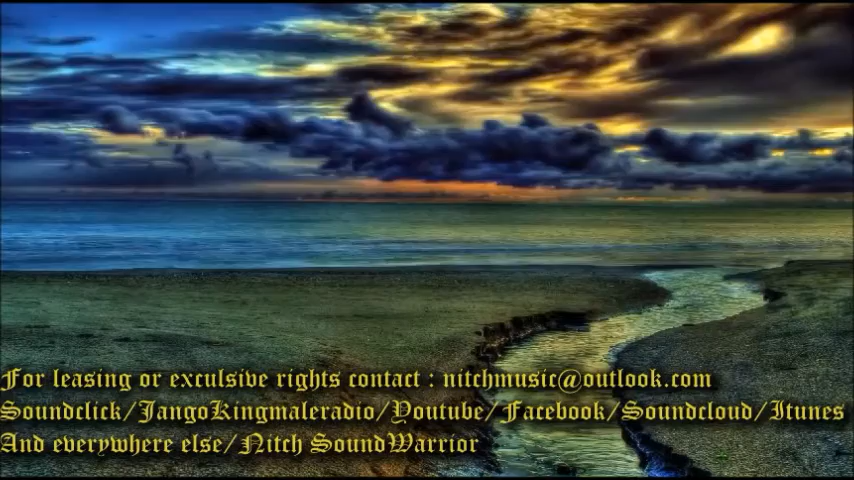 For leasing or exculsive rights contact : nitchmusic@outlook.com
Soundclick/JangoKingmaleradio/Youtube/Facebook/Soundcloud/Itunes
And everywhere else/Nitch SoundWarrior